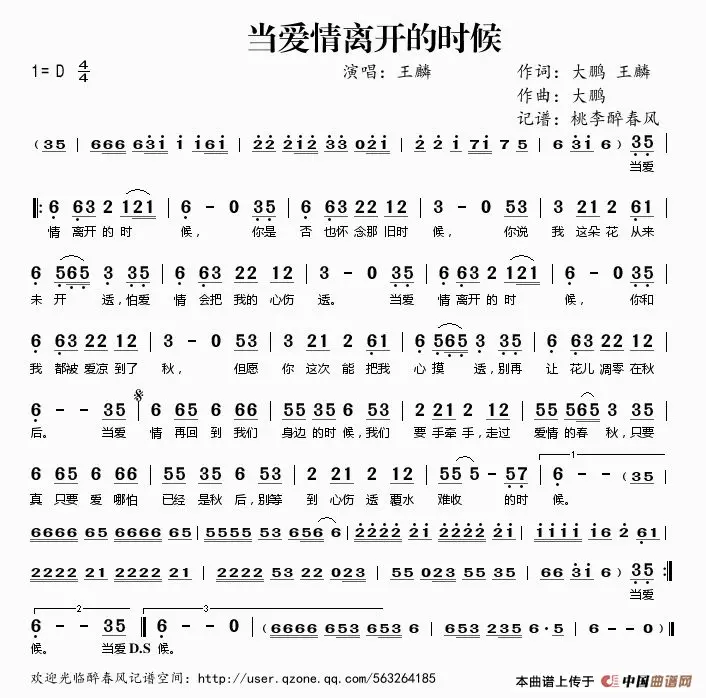 当爱情离开的时候
1=D 4/4 演唱：王麟 作词：大鹏 王麟
作曲：大鹏
记谱：桃李醉春风
（35 | 666 631 i i161 | 22 212 33 021 | 2 2 i 71 7 5 | 6 3i 6 ）35 |
当爱
‖: 6 63 2 121 | 6 - 0 35 | 6 63 22 12 | 3 - 0 53 | 3 21 2 61 |
情 离开 的 时 候， 你是 否 也怀 念那 旧时 候， 你说 我 这朵 花 从来
6 565 3 35 | 6 63 22 12 | 3 - 0 35 | 6 63 2 121 | 6 - 0 35 |
未 开 透，怕爱 情 会把 我的 心伤 透。 当爱 情 离开 的 时 候， 你和
6 63 22 12 | 3 - 0 53 | 3 21 2 61 | 6 565 3 35 | 6 63 22 12 |
我 都被 爱凉 到了 秋， 但愿 你 这次 能 把我 心 摸 透，别再 让 花儿 凋零 在秋
6 - - 35 | 6 65 6 66 | 55 35 6 53 | 2 21 2 12 | 55 565 3 53 |
后。 当爱 情 再回 到 我们 身边 的时 候，我们 要 手牵 手，走过 爱情 的春 秋，只要
6 65 6 66 | 55 35 6 53 | 2 21 2 12 | 55 5 - 57 | 1 6 - - （35 |
真 只要 爱 哪怕 已经 是秋 后，别等 到 心伤 透 覆水 难收 的时 候。
6666 65 6666 65 | 5555 53 656 6 | 2222 2i 2222 2i | iiii ii i6 2 61 |
2222 21 2222 21 | 2222 53 22 023 | 55 023 55 535 | 66 3i 6 ）35 :‖
当爱
2 6 - - 35 ‖ 3 6 - - 0 | （6666 665 653 653 | 653 235 6· 5 | 6 - - 0）‖
候。 当爱 D.S 候。
欢迎光临醉春风记谱空间：http://user.qzone.qq.com/563264185 本曲谱上传于 中国曲谱网